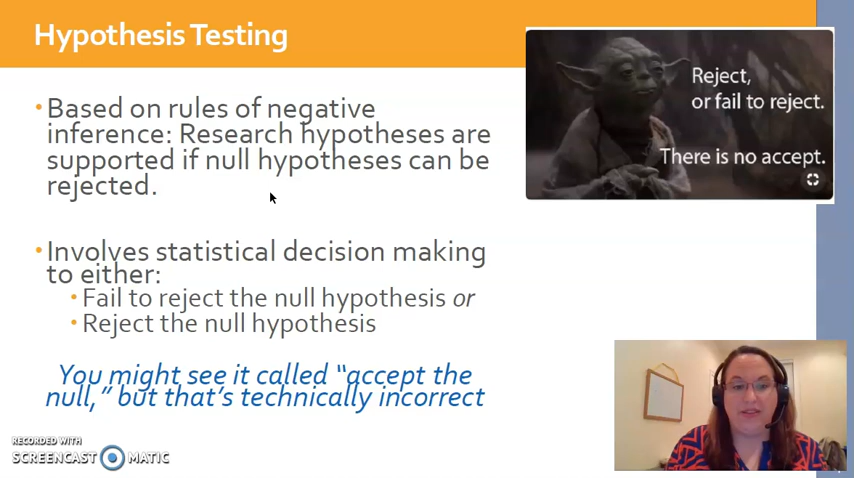 Hypothesis Testing
•Based on rules of negative
inference: Research hypotheses are
supported if null hypotheses can be
rejected.
•Involves statistical decision making
to either:
• Fail to reject the null hypothesis or
• Reject the null hypothesis
You might see it called “accept the
null,” but that’s technically incorrect
Reject,
or fail to reject.
There is no accept.
RECORDED WITH
SCREENCAST MATIC